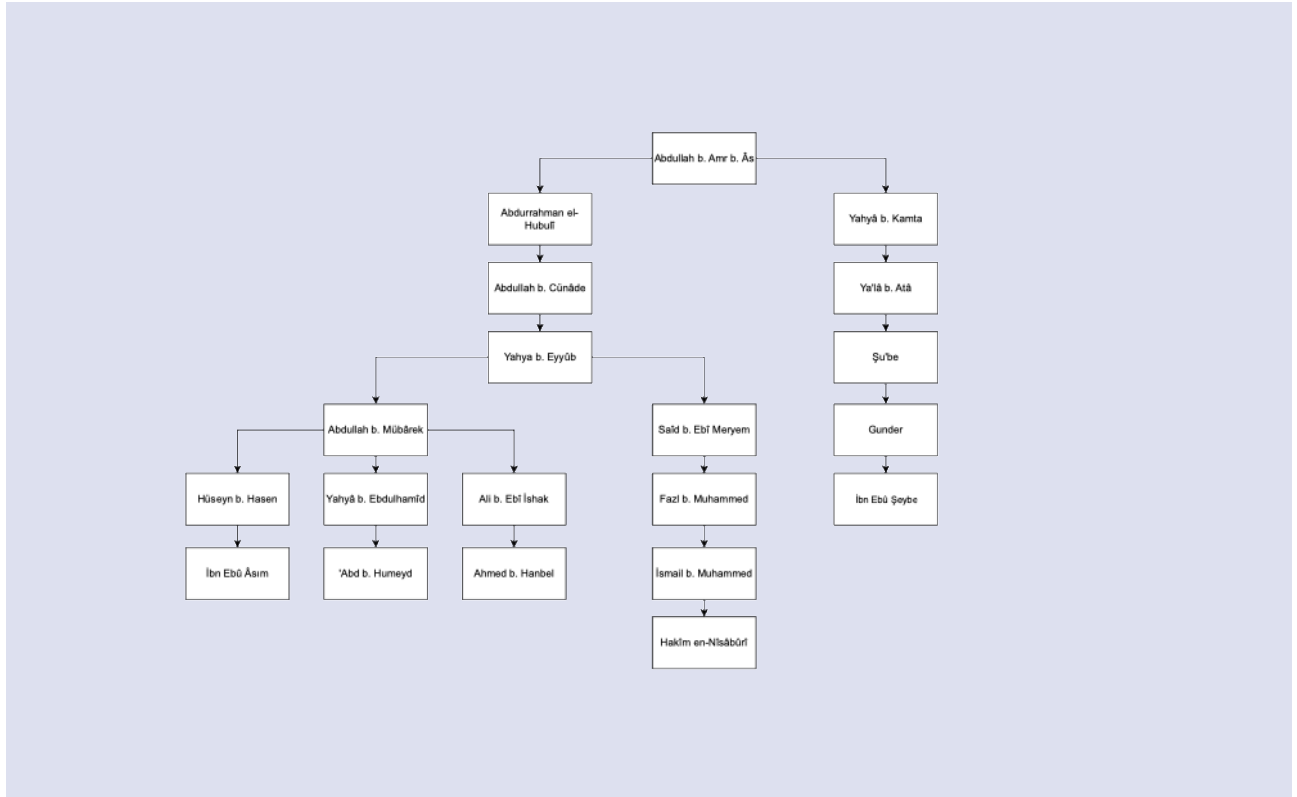 Abdullah b. Amr b. Âs
Abdurrahman el-
Hubulî
Yahyâ b. Kamta
Abdullah b. Cünâde
Ya'lâ b. Atâ
Yahya b. Eyyûb
Şu'be
Abdullah b. Mübârek
Saîd b. Ebî Meryem
Gunder
Hüseyn b. Hasen
Yahyâ b. Ebdulhamîd
Ali b. Ebî İshak
Fazl b. Muhammed
İbn Ebû Şeybe
İbn Ebû Âsım
'Abd b. Humeyd
Ahmed b. Hanbel
İsmail b. Muhammed
Hakîm en-Nîsâbûrî